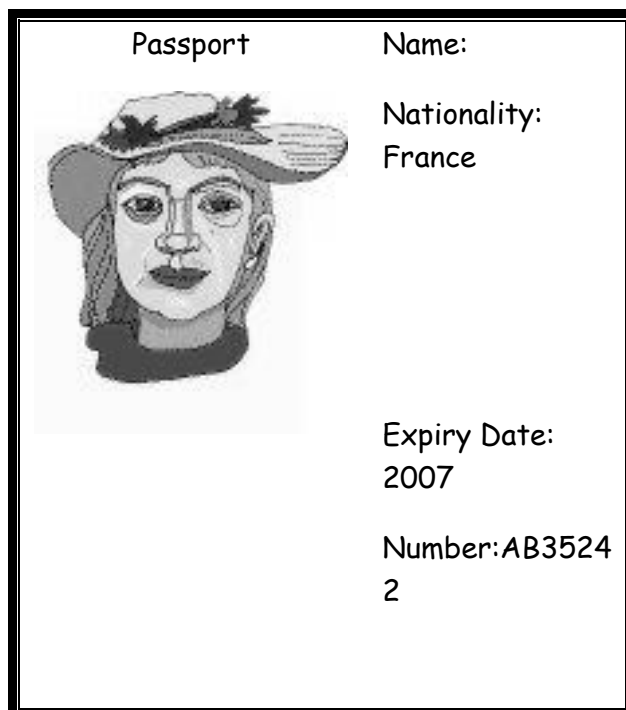 Passport
Name:
Nationality:
France
Expiry Date:
2007
Number:AB3524
2